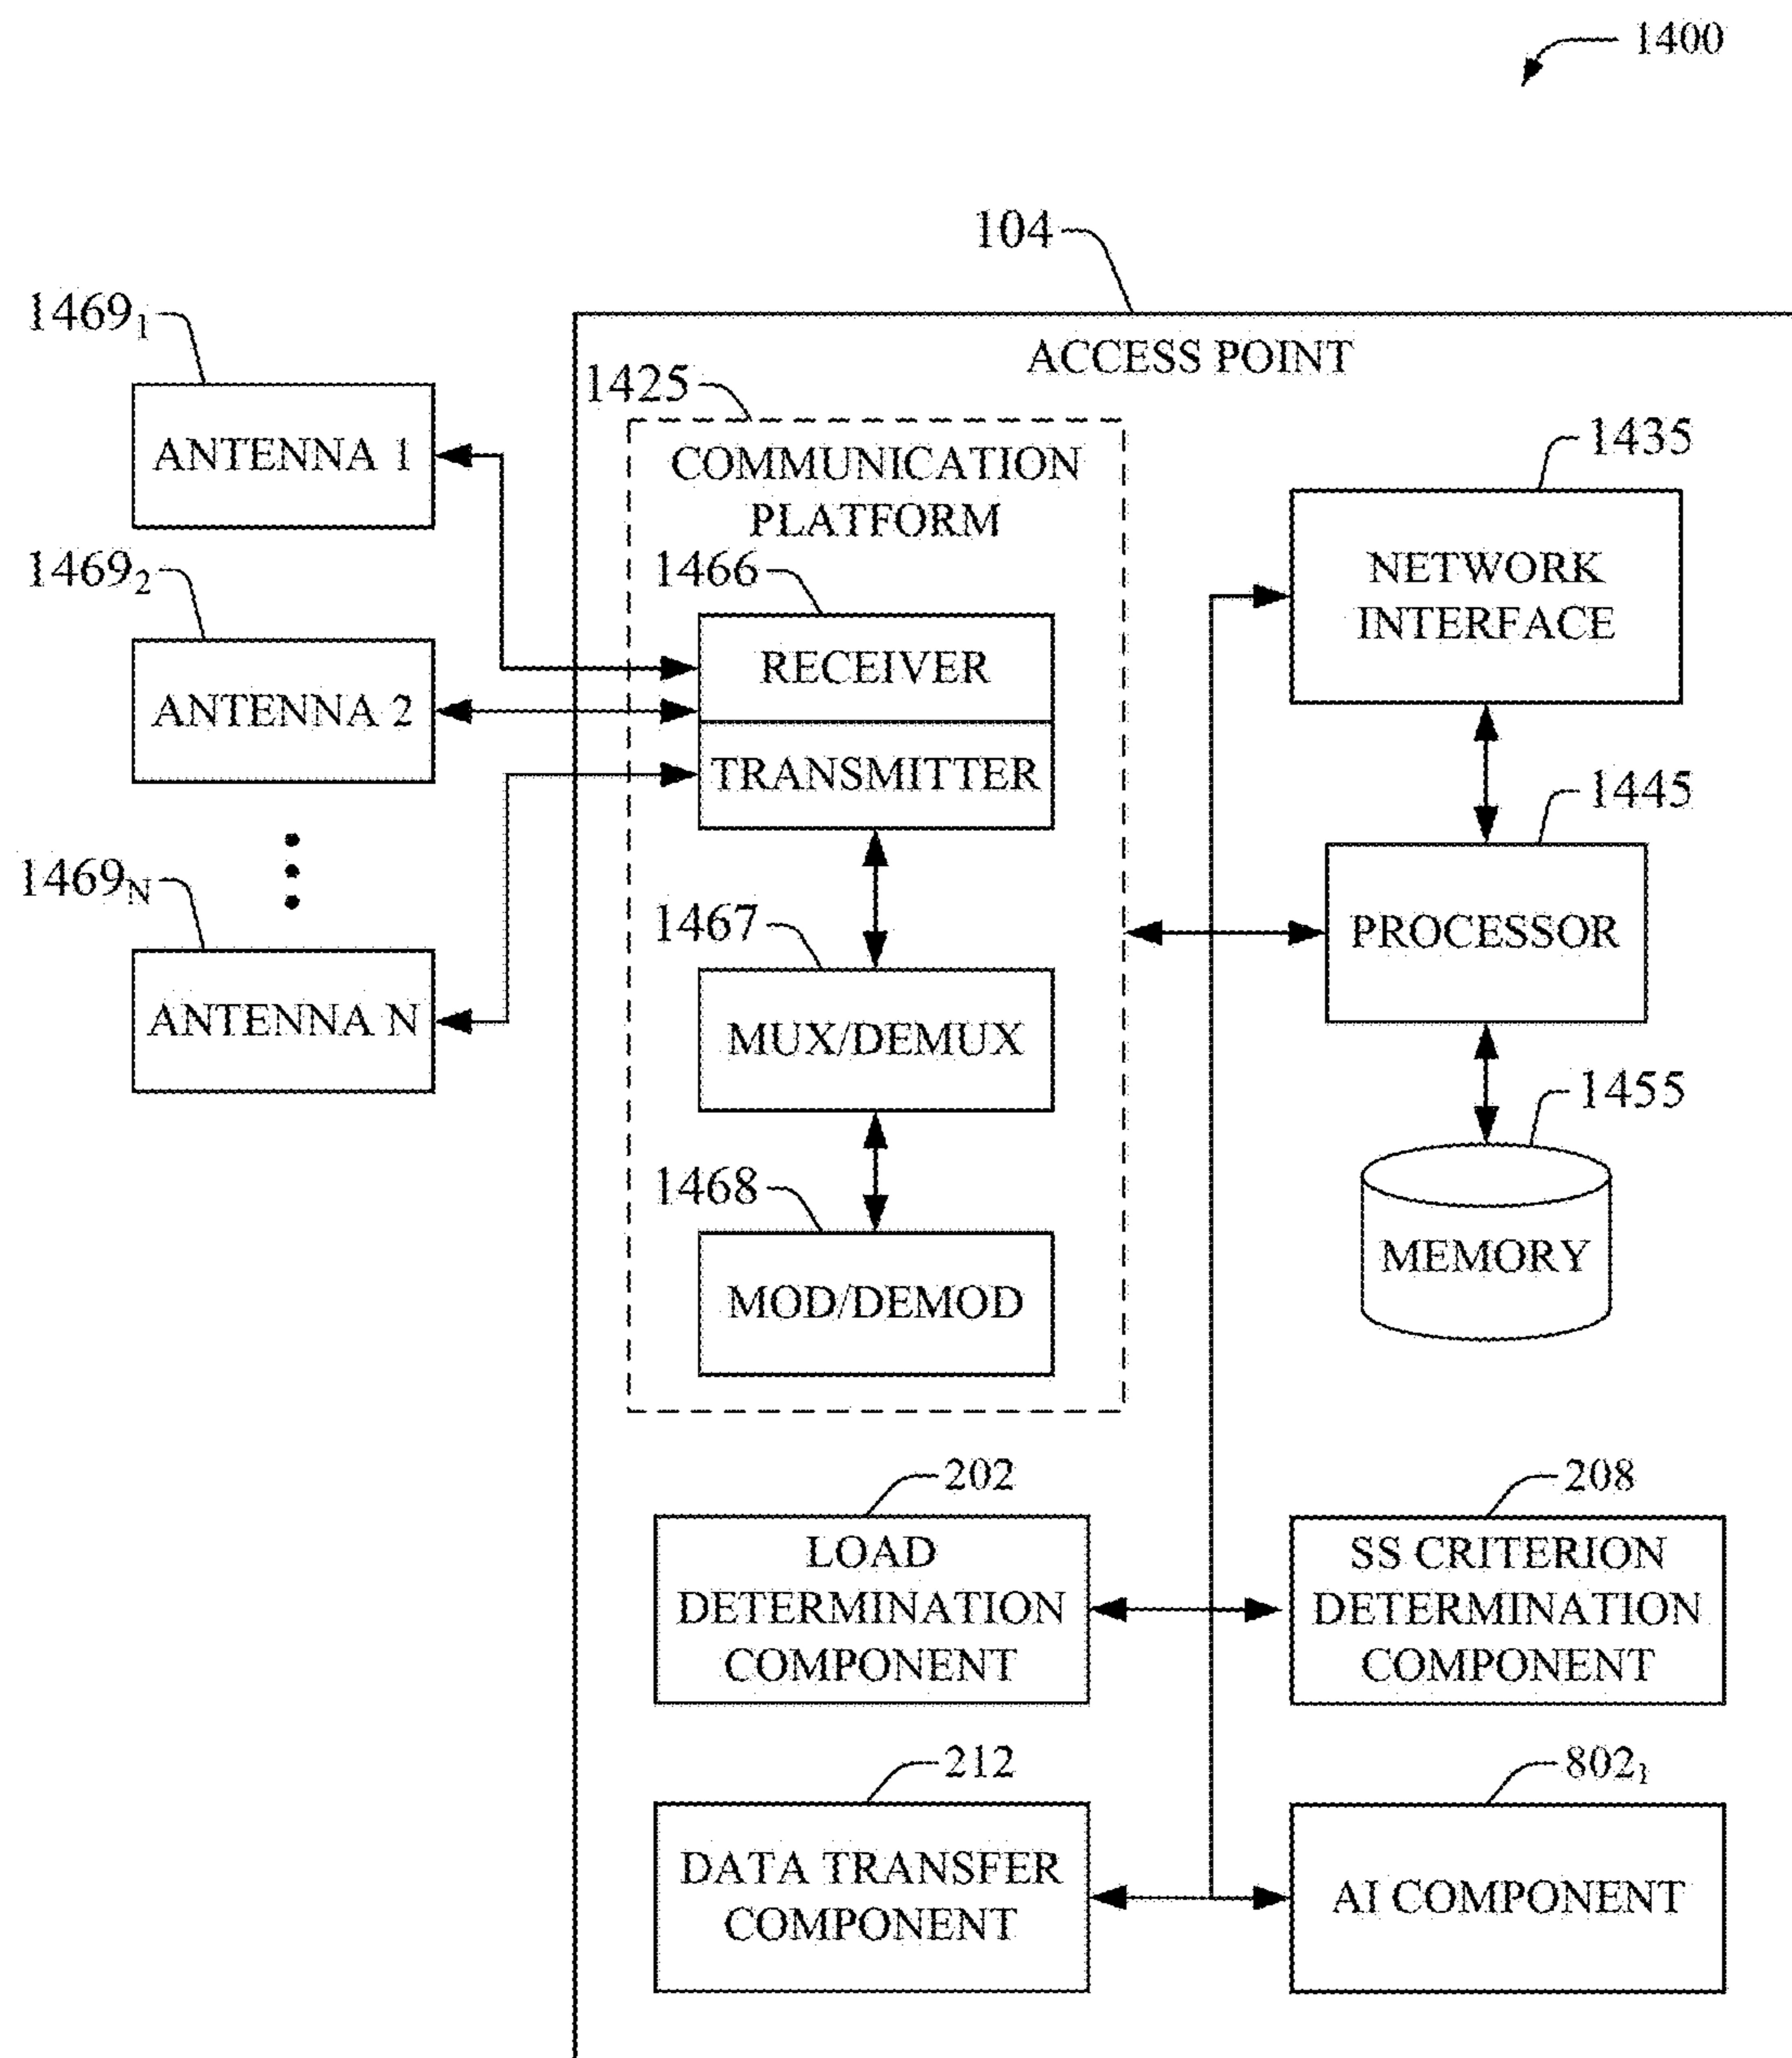 1400
104
ACCESS POINT
1469₁
ANTENNA 1
1469₂
ANTENNA 2
1469N
ANTENNA N
1425
COMMUNICATION
PLATFORM
1466
RECEIVER
TRANSMITTER
1467
MUX/DEMUX
1468
MOD/DEMOD
1435
NETWORK
INTERFACE
1445
PROCESSOR
1455
MEMORY
202
LOAD
DETERMINATION
COMPONENT
208
SS CRITERION
DETERMINATION
COMPONENT
212
DATA TRANSFER
COMPONENT
802₁
AI COMPONENT